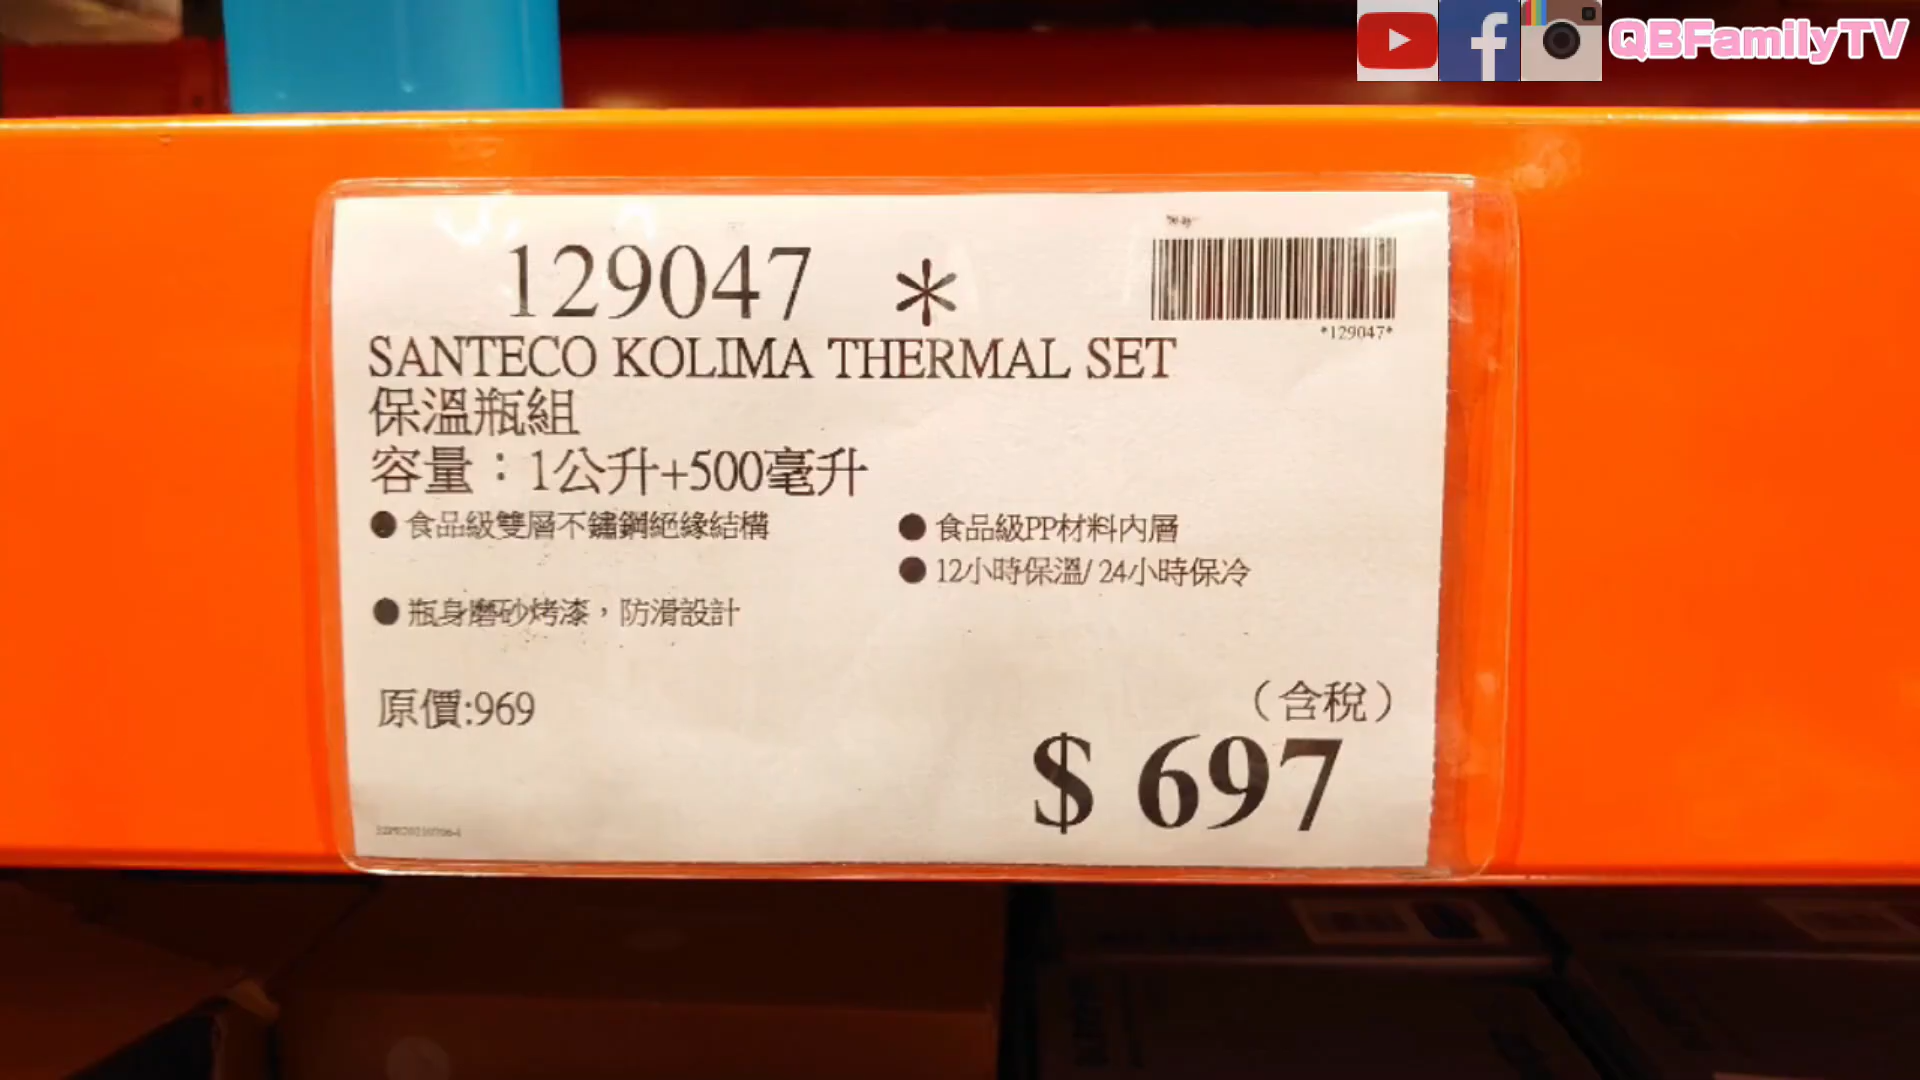 QBFamilyTV
129047 *
*129047*
SANTECO KOLIMA THERMAL SET
保溫瓶組
容量：1公升+500毫升
● 食品級雙層不鏽鋼絕緣結構
● 食品級PP材料內層
● 12小時保溫/ 24小時保冷
● 瓶身磨砂烤漆，防滑設計
原價:969
（含稅）
$ 697